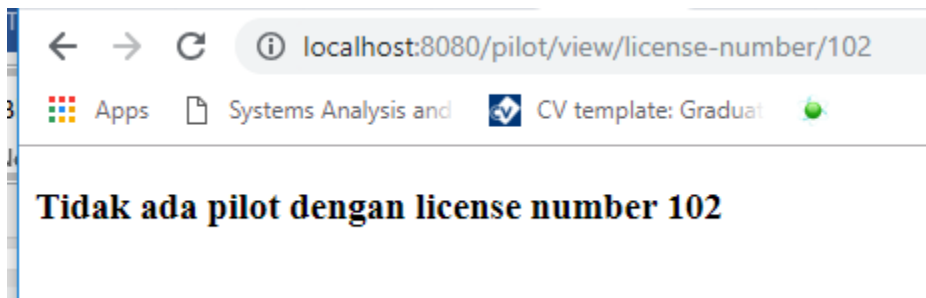 localhost:8080/pilot/view/license-number/102
Apps Systems Analysis and CV template: Graduat
Tidak ada pilot dengan license number 102